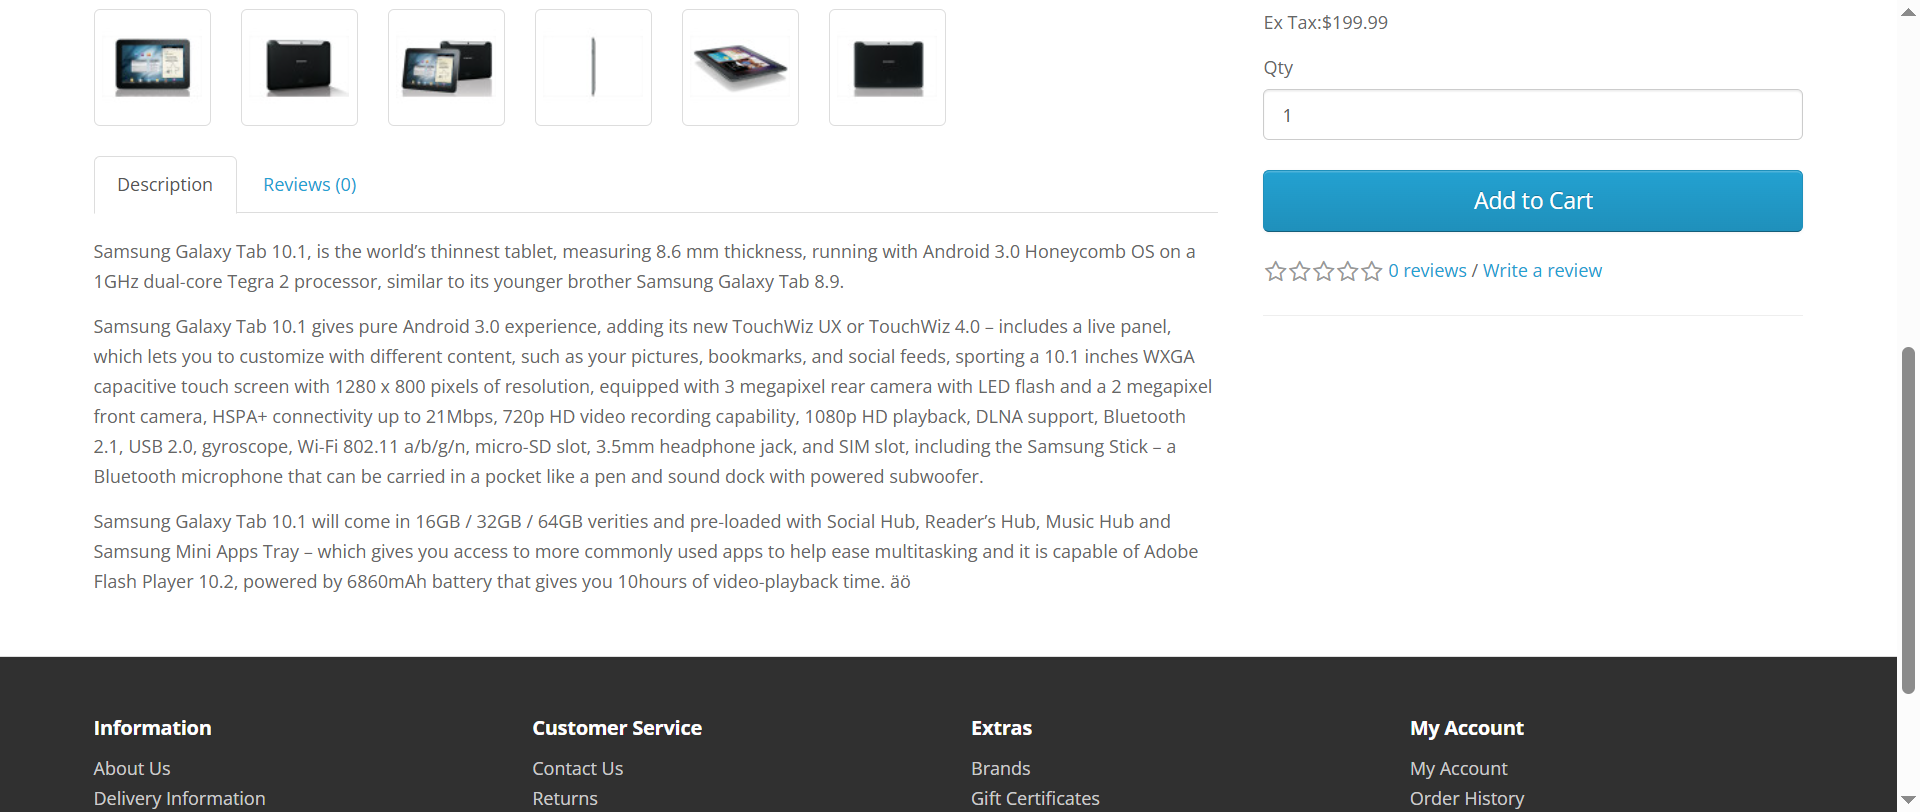 Ex Tax:$199.99
Qty
1
Add to Cart
0 reviews / Write a review
Description
Reviews (0)
Samsung Galaxy Tab 10.1, is the world’s thinnest tablet, measuring 8.6 mm thickness, running with Android 3.0 Honeycomb OS on a
1GHz dual-core Tegra 2 processor, similar to its younger brother Samsung Galaxy Tab 8.9.
Samsung Galaxy Tab 10.1 gives pure Android 3.0 experience, adding its new TouchWiz UX or TouchWiz 4.0 – includes a live panel,
which lets you to customize with different content, such as your pictures, bookmarks, and social feeds, sporting a 10.1 inches WXGA
capacitive touch screen with 1280 x 800 pixels of resolution, equipped with 3 megapixel rear camera with LED flash and a 2 megapixel
front camera, HSPA+ connectivity up to 21Mbps, 720p HD video recording capability, 1080p HD playback, DLNA support, Bluetooth
2.1, USB 2.0, gyroscope, Wi-Fi 802.11 a/b/g/n, micro-SD slot, 3.5mm headphone jack, and SIM slot, including the Samsung Stick – a
Bluetooth microphone that can be carried in a pocket like a pen and sound dock with powered subwoofer.
Samsung Galaxy Tab 10.1 will come in 16GB / 32GB / 64GB verities and pre-loaded with Social Hub, Reader’s Hub, Music Hub and
Samsung Mini Apps Tray – which gives you access to more commonly used apps to help ease multitasking and it is capable of Adobe
Flash Player 10.2, powered by 6860mAh battery that gives you 10hours of video-playback time. äö
Information
About Us
Delivery Information
Customer Service
Contact Us
Returns
Extras
Brands
Gift Certificates
My Account
My Account
Order History